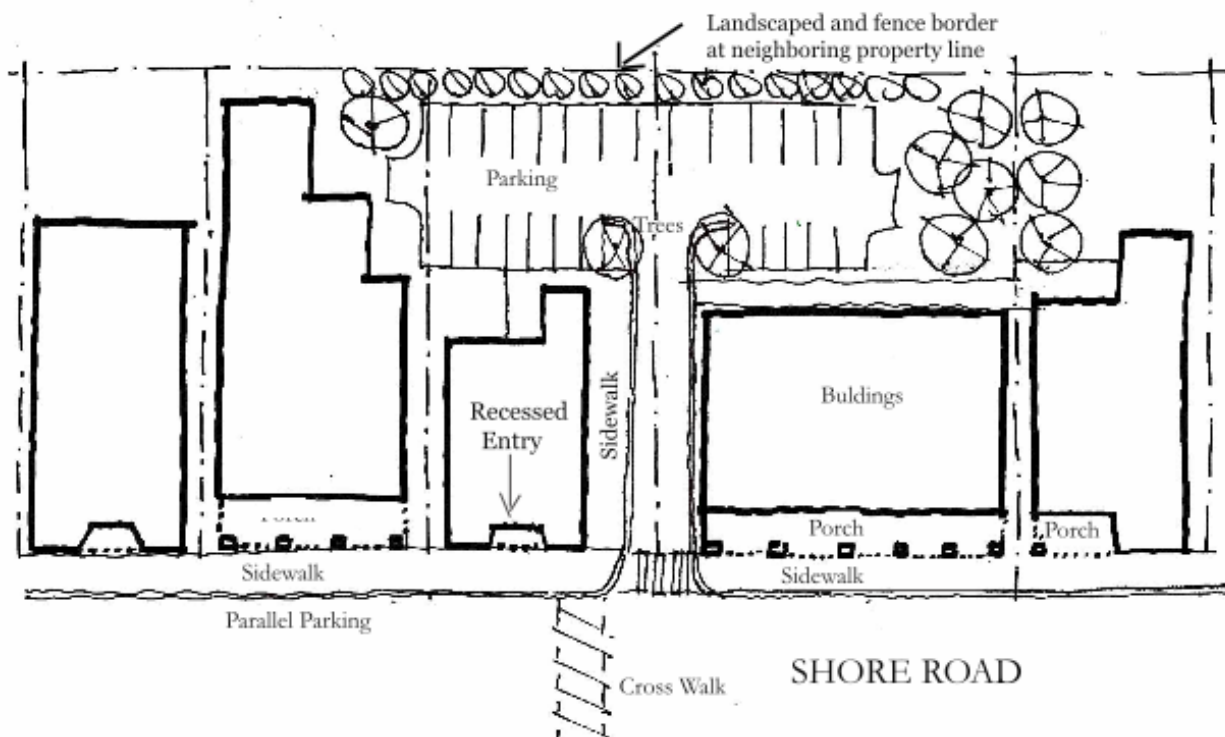 Landscaped and fence border
at neighboring property line
Parking
Trees
Recessed
Entry
Sidewalk
Buldings
Porch
Porch
Porch
Sidewalk
Sidewalk
Parallel Parking
Cross Walk
SHORE ROAD